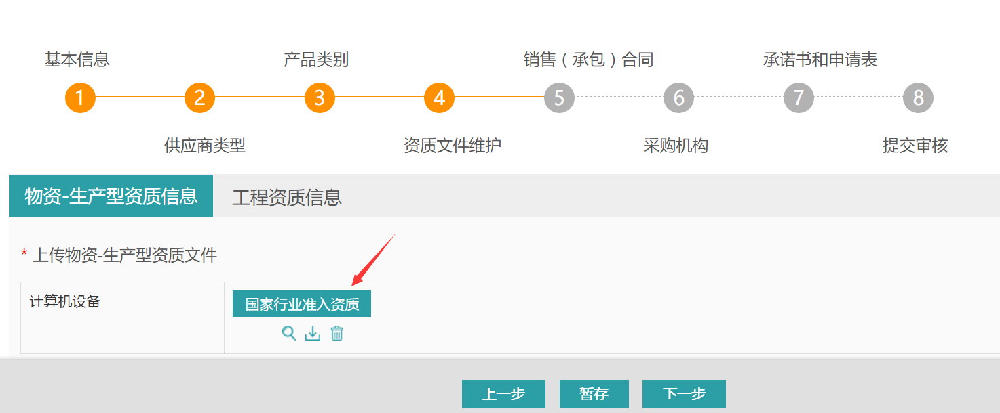 基本信息 产品类别 销售（承包）合同 承诺书和申请表
1 2 3 4 5 6 7 8
供应商类型 资质文件维护 采购机构 提交审核
物资-生产型资质信息 工程资质信息
* 上传物资-生产型资质文件
计算机设备 国家行业准入资质
上一步 暂存 下一步